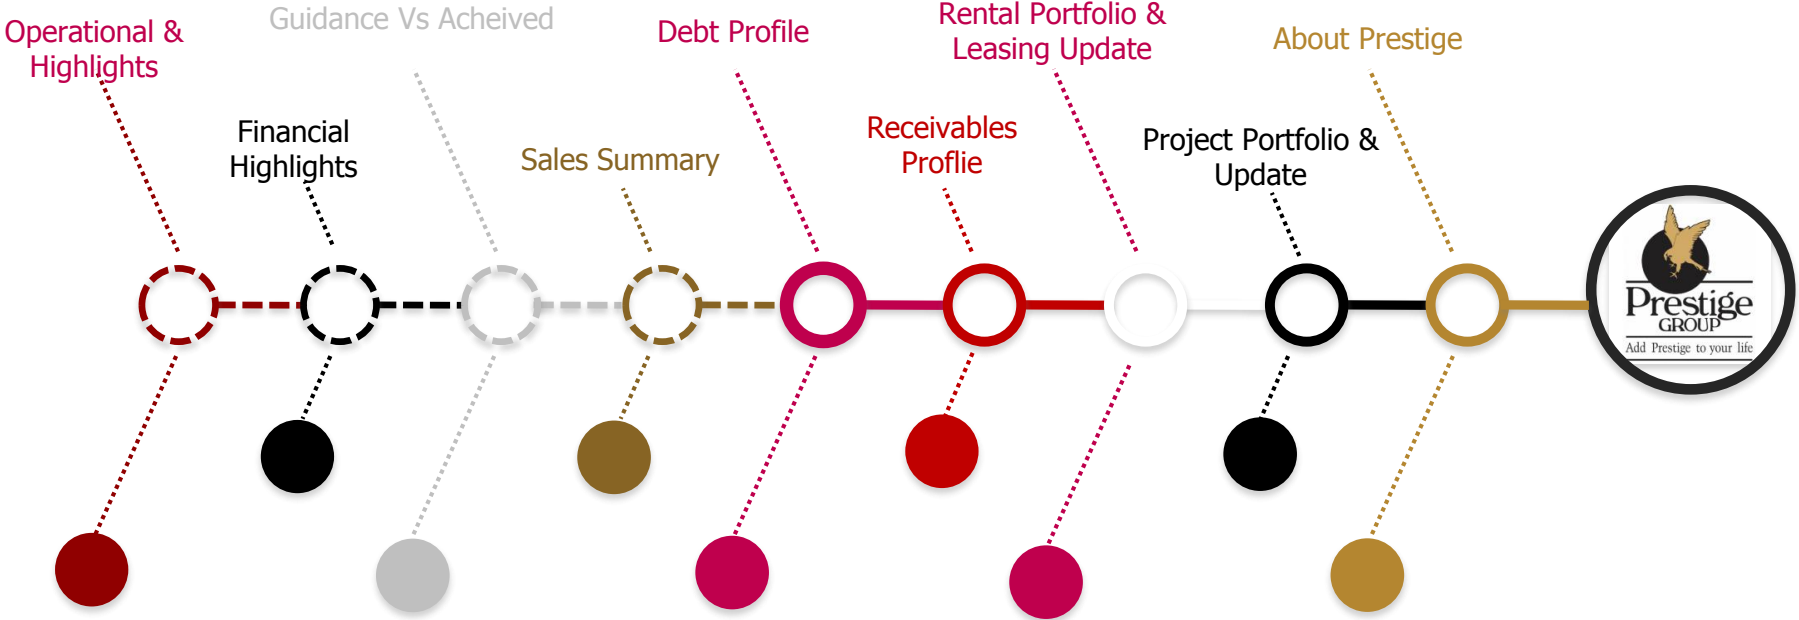 Operational &
Highlights
Financial
Highlights
Guidance Vs Acheived
Sales Summary
Debt Profile
Receivables
Proflie
Rental Portfolio &
Leasing Update
Project Portfolio &
Update
About Prestige
Prestige
GROUP
Add Prestige to your life